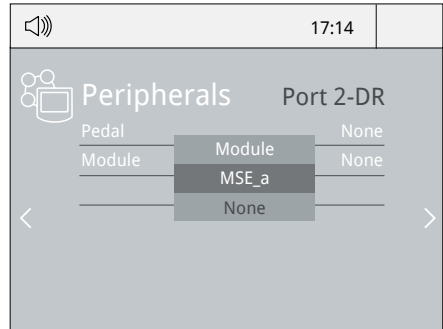 17:14
Peripherals Port 2-DR
Pedal None
Module
Module None
MSE_a
None